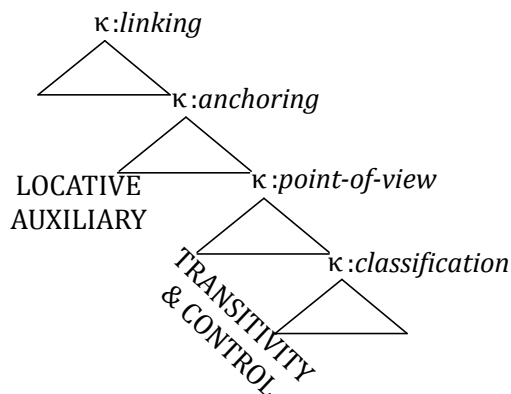 κ:linking
κ:anchoring
LOCATIVE
AUXILIARY
κ:point-of-view
κ:classification
TRANSITIVITY
& CONTROL